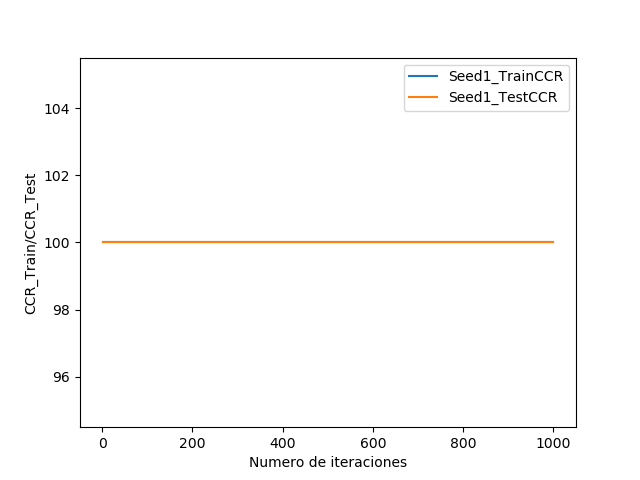 Seed1_TrainCCR
Seed1_TestCCR
104
102
100
98
96
CCR_Train/CCR_Test
0 200 400 600 800 1000
Numero de iteraciones